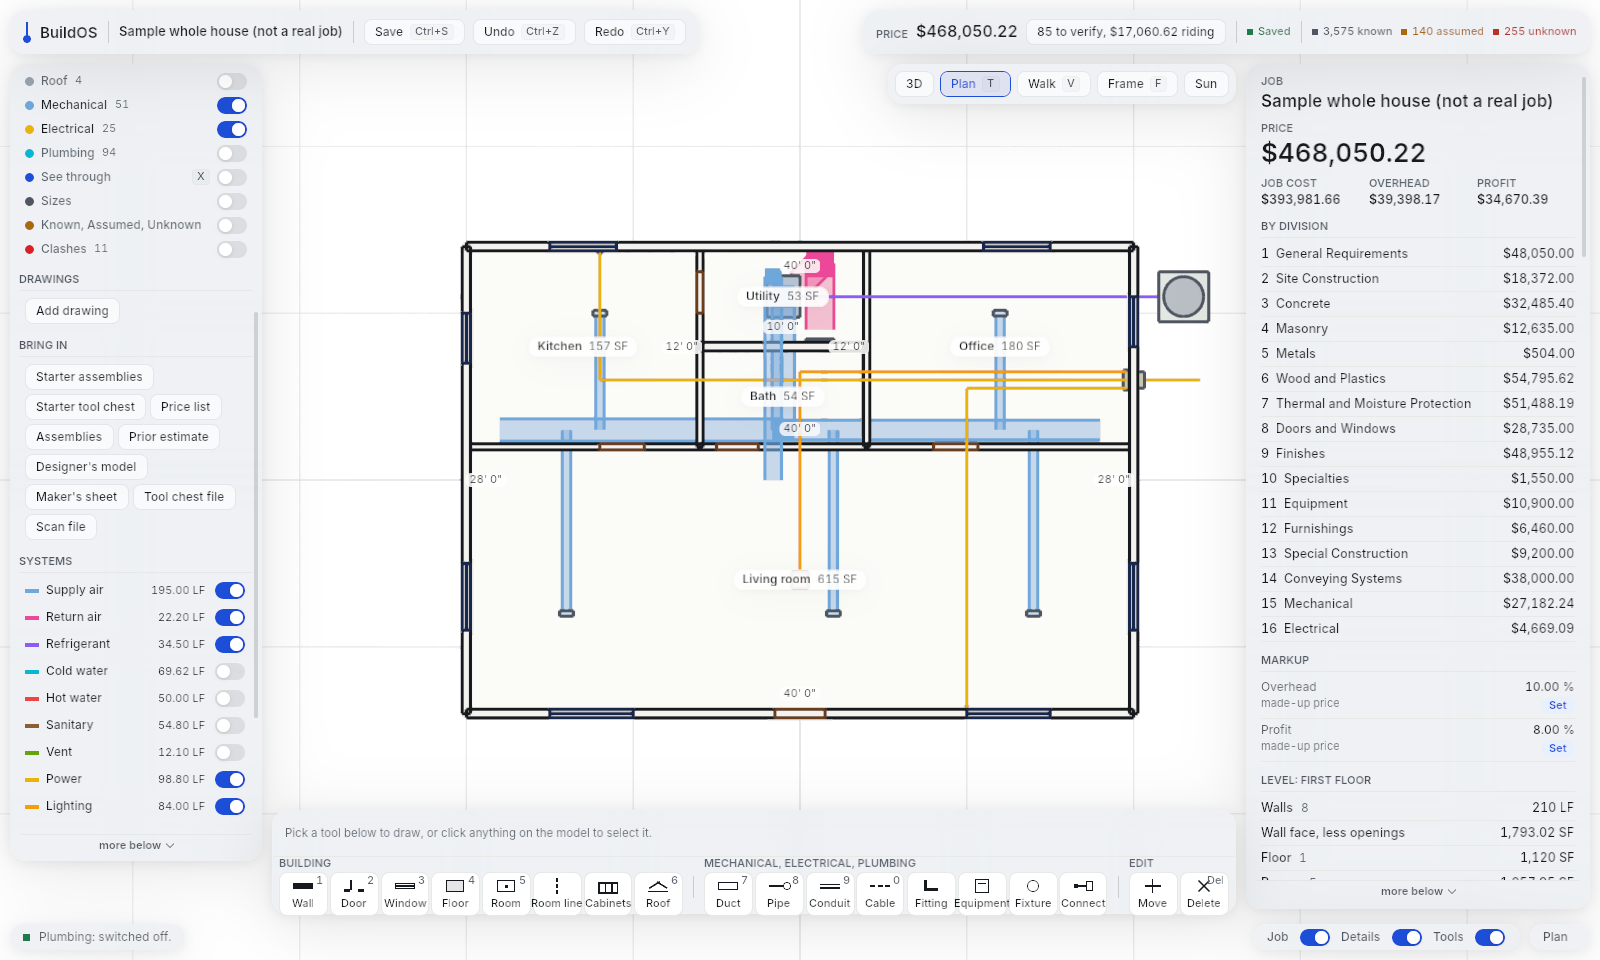 BuildOS
Sample whole house (not a real job)
Save Ctrl+S
Undo Ctrl+Z
Redo Ctrl+Y
PRICE $468,050.22
85 to verify, $17,060.62 riding
Saved
3,575 known
140 assumed
255 unknown
3D
Plan T
Walk V
Frame F
Sun
Roof 4
Mechanical 51
Electrical 25
Plumbing 94
See through X
Sizes
Known, Assumed, Unknown
Clashes 11
DRAWINGS
Add drawing
BRING IN
Starter assemblies
Starter tool chest Price list
Assemblies Prior estimate
Designer's model
Maker's sheet Tool chest file
Scan file
SYSTEMS
Supply air 195.00 LF
Return air 22.20 LF
Refrigerant 34.50 LF
Cold water 69.62 LF
Hot water 50.00 LF
Sanitary 54.80 LF
Vent 12.10 LF
Power 98.80 LF
Lighting 84.00 LF
more below
Plumbing: switched off.
40' 0"
Utility 53 SF
10' 0"
Kitchen 157 SF
12' 0"
12' 0"
Office 180 SF
Bath 54 SF
40' 0"
28' 0"
28' 0"
Living room 615 SF
40' 0"
Pick a tool below to draw, or click anything on the model to select it.
BUILDING
Wall 1
Door 2
Window 3
Floor 4
Room 5
Room line
Cabinets
Roof 6
MECHANICAL, ELECTRICAL, PLUMBING
Duct 7
Pipe 8
Conduit 9
Cable 0
Fitting
Equipment
Fixture
Connect
EDIT
Move
Delete Del
JOB
Sample whole house (not a real job)
PRICE
$468,050.22
JOB COST OVERHEAD PROFIT
$393,981.66 $39,398.17 $34,670.39
BY DIVISION
1 General Requirements $48,050.00
2 Site Construction $18,372.00
3 Concrete $32,485.40
4 Masonry $12,635.00
5 Metals $504.00
6 Wood and Plastics $54,795.62
7 Thermal and Moisture Protection $51,488.19
8 Doors and Windows $28,735.00
9 Finishes $48,955.12
10 Specialties $1,550.00
11 Equipment $10,900.00
12 Furnishings $6,460.00
13 Special Construction $9,200.00
14 Conveying Systems $38,000.00
15 Mechanical $27,182.24
16 Electrical $4,669.09
MARKUP
Overhead 10.00 %
made-up price Set
Profit 8.00 %
made-up price Set
LEVEL: FIRST FLOOR
Walls 8 210 LF
Wall face, less openings 1,793.02 SF
Floor 1 1,120 SF
more below
Job Details Tools Plan